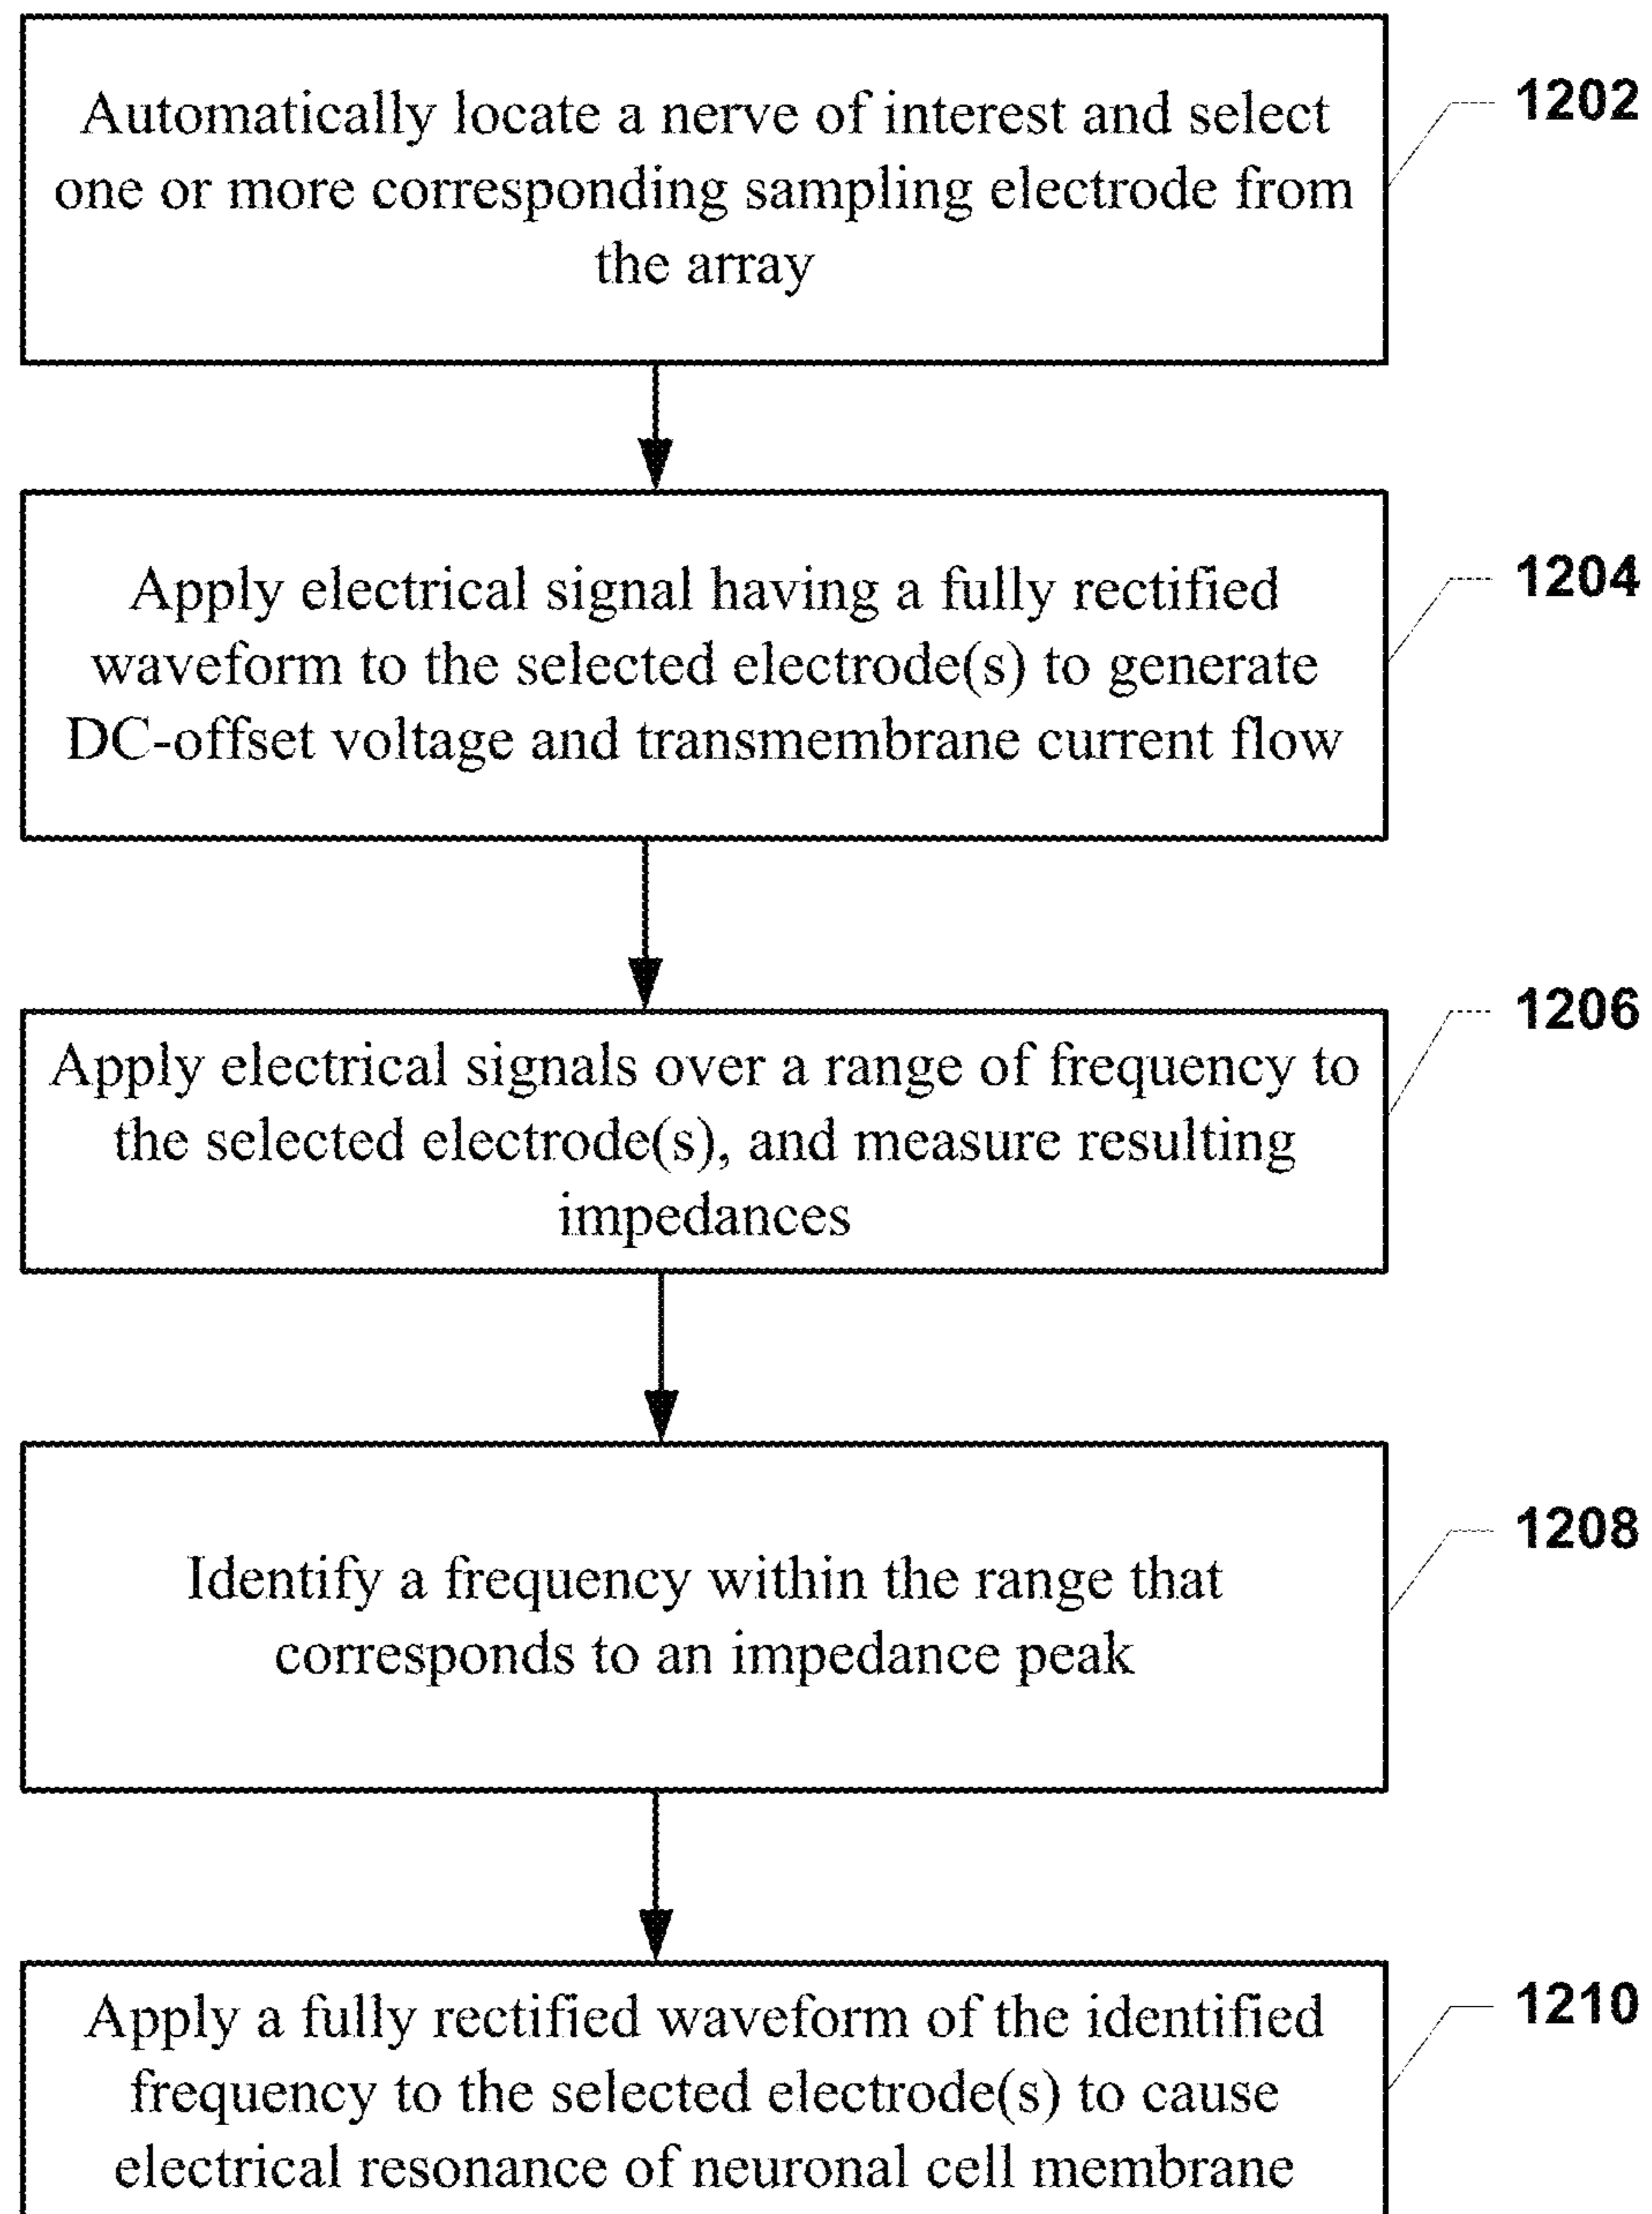 Automatically locate a nerve of interest and select
one or more corresponding sampling electrode from
the array
1202
Apply electrical signal having a fully rectified
waveform to the selected electrode(s) to generate
DC-offset voltage and transmembrane current flow
1204
Apply electrical signals over a range of frequency to
the selected electrode(s), and measure resulting
impedances
1206
Identify a frequency within the range that
corresponds to an impedance peak
1208
Apply a fully rectified waveform of the identified
frequency to the selected electrode(s) to cause
electrical resonance of neuronal cell membrane
1210